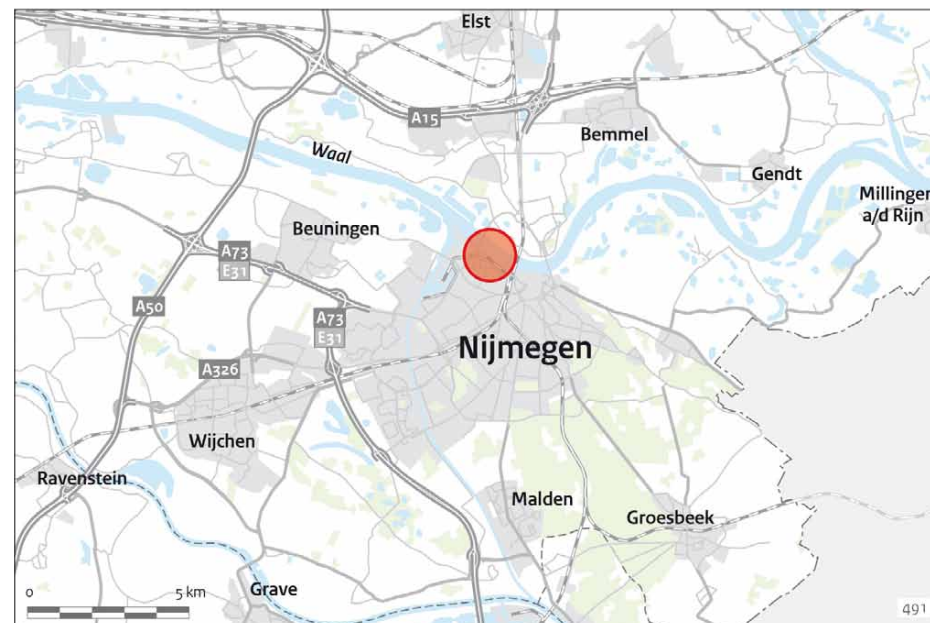 Elst
A15
Bemmel
Waal
Gendt
Millingen
a/d Rijn
Beuningen
A73
E31
A50
A73
E31
Nijmegen
A326
Wijchen
Ravenstein
Malden
Groesbeek
0 5 km
Grave
491